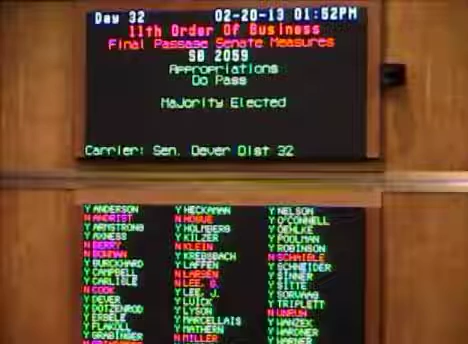 Day 32 02-20-13 01:52PM
11th Order Of Business
Final Passage Senate Measures
SB 2059
Appropriations
Do Pass
Majority Elected
Carrier: Sen. Dever Dist 32
Y ANDERSON Y HECKAMAN Y NELSON
N ANDRIST N HOGUE Y O'CONNELL
Y ARMSTRONG Y HOLMBERG Y OEHLKE
Y AXNESS Y KILZER Y POOLMAN
N BERRY N KLEIN Y ROBINSON
N BOWMAN Y KREBSBACH N SCHAIBLE
Y BURCKHARD Y LAFFEN Y SCHNEIDER
Y CAMPBELL N LARSEN Y SINNER
Y CARLISLE N LEE, G. Y SITTE
N COOK Y LEE, J. Y SORVAAG
Y DEVER Y LUICK Y TRIPLETT
Y DOTZENROD Y LYSON N UNRUH
Y ERBELE Y MARCELLAIS Y WANZEK
Y FLAKOLL Y MATHERN Y WARDNER
Y GRABINGER N MILLER Y WARNER